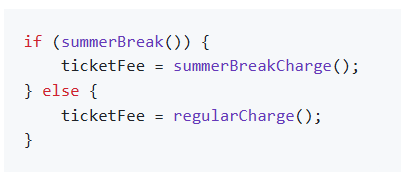 if (summerBreak()) {
    ticketFee = summerBreakCharge();
} else {
    ticketFee = regularCharge();
}